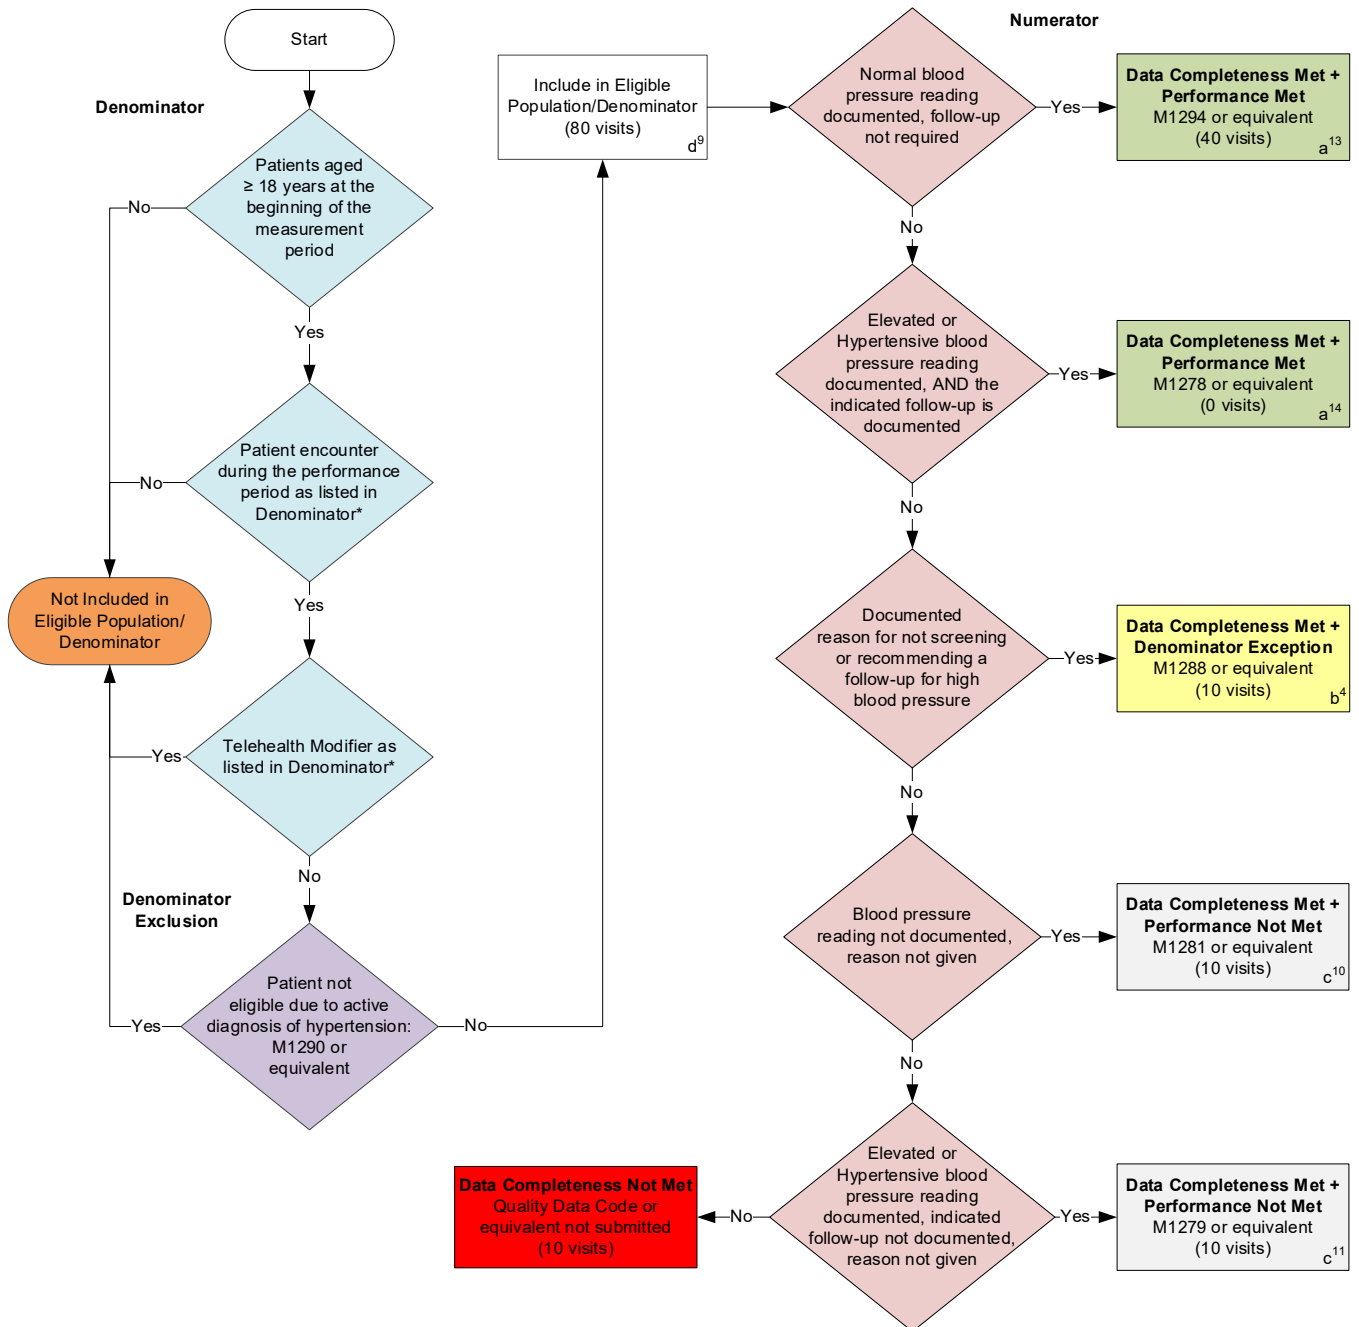 Start
Denominator
Patients aged
≥ 18 years at the
beginning of the
measurement
period
No
Yes
Patient encounter
during the performance
period as listed in
Denominator*
No
Yes
Not Included in
Eligible Population/
Denominator
Telehealth Modifier as
listed in Denominator*
Yes
No
Denominator
Exclusion
Patient not
eligible due to active
diagnosis of hypertension:
M1290 or
equivalent
Yes
No
Include in Eligible
Population/Denominator
(80 visits)
d⁹
Numerator
Normal blood
pressure reading
documented, follow-up
not required
Yes
Data Completeness Met +
Performance Met
M1294 or equivalent
(40 visits)
a¹³
No
Elevated or
Hypertensive blood
pressure reading
documented, AND the
indicated follow-up is
documented
Yes
Data Completeness Met +
Performance Met
M1278 or equivalent
(0 visits)
a¹⁴
No
Documented
reason for not screening
or recommending a
follow-up for high
blood pressure
Yes
Data Completeness Met +
Denominator Exception
M1288 or equivalent
(10 visits)
b⁴
No
Blood pressure
reading not documented,
reason not given
Yes
Data Completeness Met +
Performance Not Met
M1281 or equivalent
(10 visits)
c¹⁰
No
Elevated or
Hypertensive blood
pressure reading
documented, indicated
follow-up not documented,
reason not given
Yes
Data Completeness Met +
Performance Not Met
M1279 or equivalent
(10 visits)
c¹¹
No
Data Completeness Not Met
Quality Data Code or
equivalent not submitted
(10 visits)